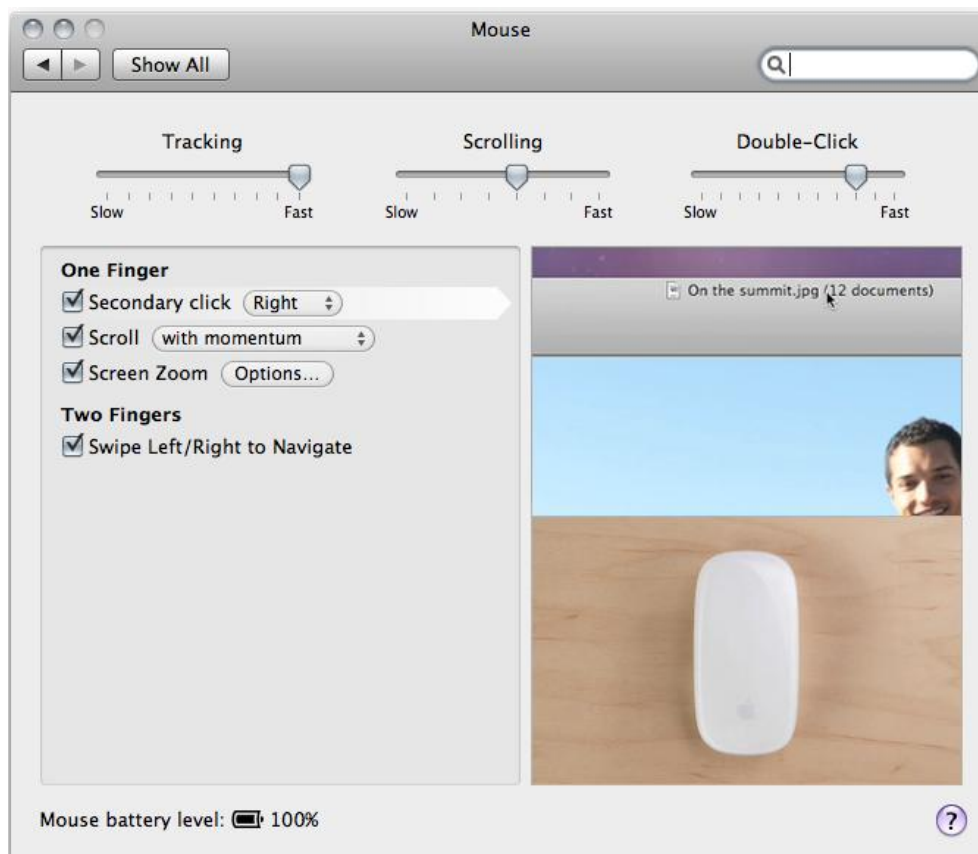 Mouse
Show All
Tracking Scrolling Double-Click
Slow Fast Slow Fast Slow Fast
One Finger
Secondary click Right
Scroll with momentum
Screen Zoom Options...
Two Fingers
Swipe Left/Right to Navigate
On the summit.jpg (12 documents)
Mouse battery level: 100%
?